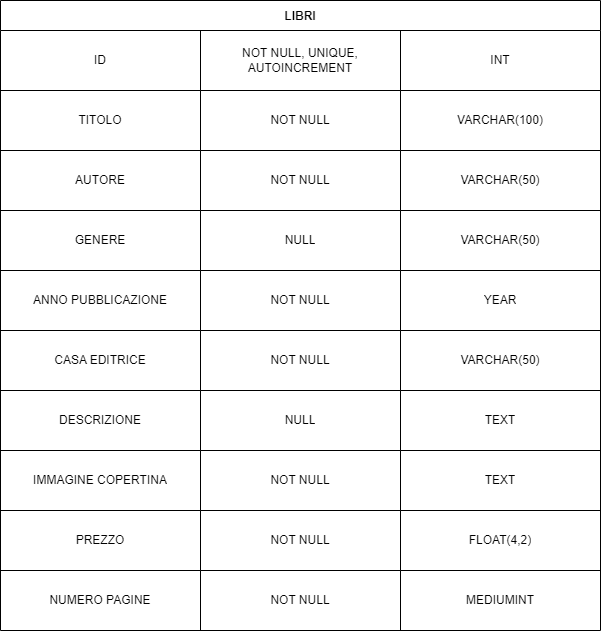 LIBRI
ID
NOT NULL, UNIQUE,
AUTOINCREMENT
INT
TITOLO
NOT NULL
VARCHAR(100)
AUTORE
NOT NULL
VARCHAR(50)
GENERE
NULL
VARCHAR(50)
ANNO PUBBLICAZIONE
NOT NULL
YEAR
CASA EDITRICE
NOT NULL
VARCHAR(50)
DESCRIZIONE
NULL
TEXT
IMMAGINE COPERTINA
NOT NULL
TEXT
PREZZO
NOT NULL
FLOAT(4,2)
NUMERO PAGINE
NOT NULL
MEDIUMINT